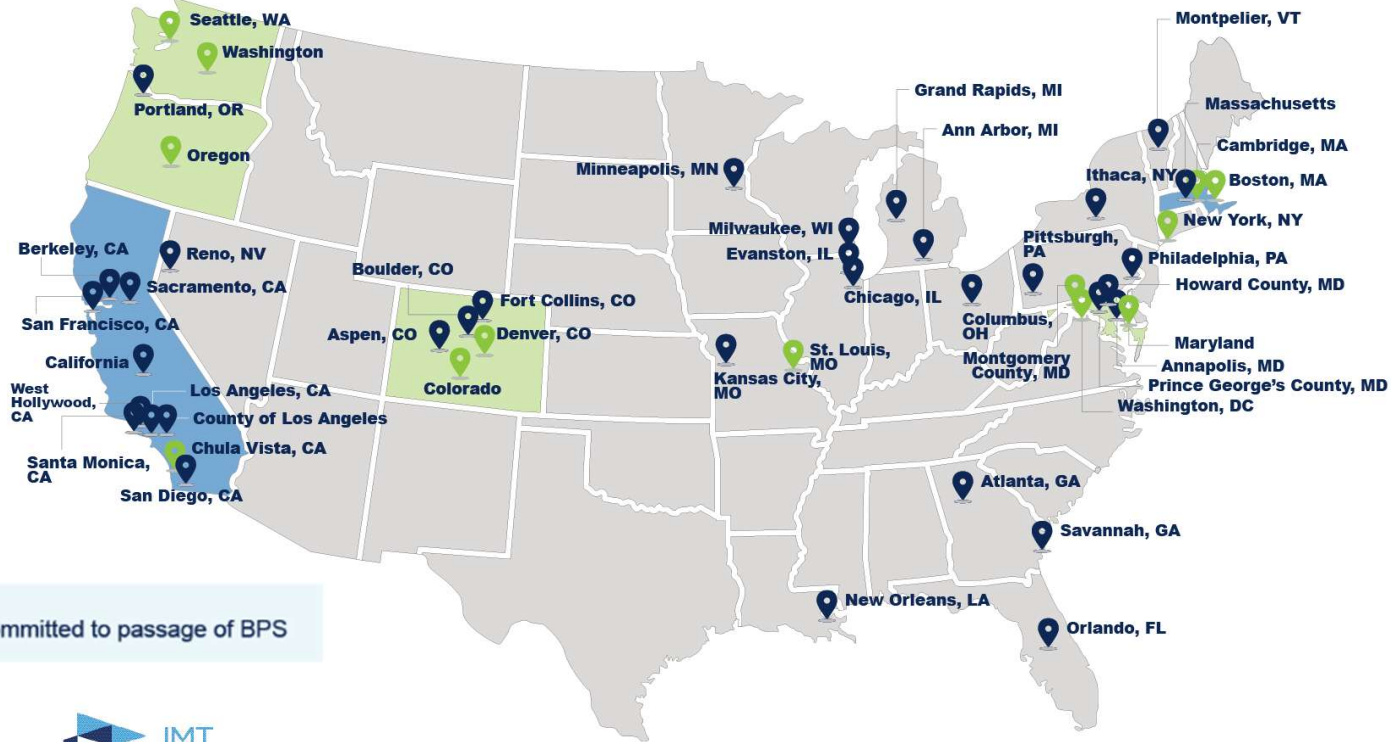 Seattle, WA
Washington
Portland, OR
Oregon
Berkeley, CA
Reno, NV
Sacramento, CA
San Francisco, CA
California
West
Hollywood,
CA
Los Angeles, CA
County of Los Angeles
Chula Vista, CA
Santa Monica,
CA
San Diego, CA
Boulder, CO
Fort Collins, CO
Aspen, CO
Denver, CO
Colorado
Minneapolis, MN
Milwaukee, WI
Evanston, IL
Chicago, IL
Kansas City,
MO
St. Louis,
MO
Grand Rapids, MI
Ann Arbor, MI
Columbus,
OH
Pittsburgh,
PA
Montgomery
County, MD
Montpelier, VT
Massachusetts
Cambridge, MA
Ithaca, NY
Boston, MA
New York, NY
Philadelphia, PA
Howard County, MD
Maryland
Annapolis, MD
Prince George's County, MD
Washington, DC
Atlanta, GA
Savannah, GA
New Orleans, LA
Orlando, FL
mmitted to passage of BPS
IMT